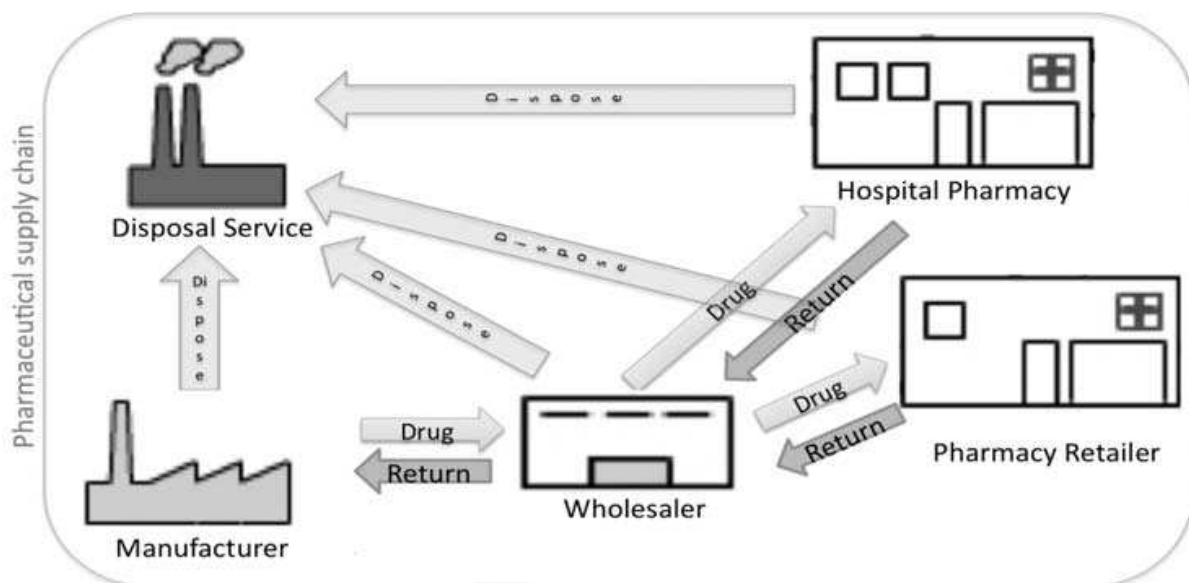 Pharmaceutical supply chain
Dispose
Hospital Pharmacy
Disposal Service
Dispose
Dispose
Dispose
Drug
Return
Drug
Return
Pharmacy Retailer
Drug
Return
Wholesaler
Manufacturer